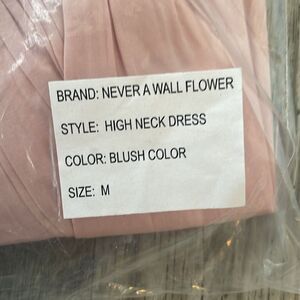 BRAND: NEVER A WALL FLOWER
STYLE: HIGH NECK DRESS
COLOR: BLUSH COLOR
SIZE: M